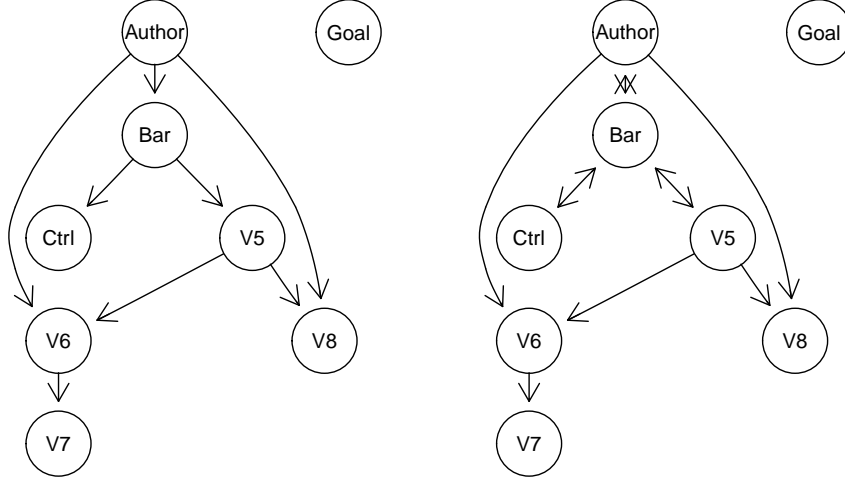 Author
Goal
Bar
Ctrl
V5
V6
V8
V7
Author
Goal
Bar
Ctrl
V5
V6
V8
V7